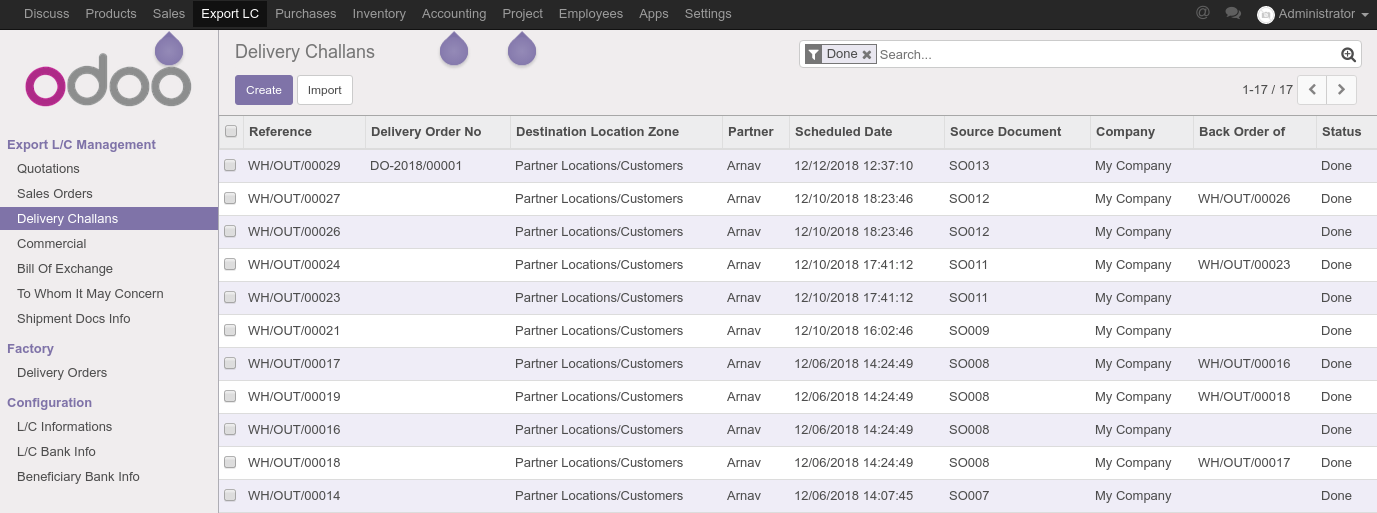 Discuss Products Sales Export LC Purchases Inventory Accounting Project Employees Apps Settings @ Administrator
odoo
Delivery Challans
Done Search...
Create Import
1-17 / 17
Export L/C Management
Quotations
Sales Orders
Delivery Challans
Commercial
Bill Of Exchange
To Whom It May Concern
Shipment Docs Info
Factory
Delivery Orders
Configuration
L/C Informations
L/C Bank Info
Beneficiary Bank Info
Reference Delivery Order No Destination Location Zone Partner Scheduled Date Source Document Company Back Order of Status
WH/OUT/00029 DO-2018/00001 Partner Locations/Customers Arnav 12/12/2018 12:37:10 SO013 My Company Done
WH/OUT/00027 Partner Locations/Customers Arnav 12/10/2018 18:23:46 SO012 My Company WH/OUT/00026 Done
WH/OUT/00026 Partner Locations/Customers Arnav 12/10/2018 18:23:46 SO012 My Company Done
WH/OUT/00024 Partner Locations/Customers Arnav 12/10/2018 17:41:12 SO011 My Company WH/OUT/00023 Done
WH/OUT/00023 Partner Locations/Customers Arnav 12/10/2018 17:41:12 SO011 My Company Done
WH/OUT/00021 Partner Locations/Customers Arnav 12/10/2018 16:02:46 SO009 My Company Done
WH/OUT/00017 Partner Locations/Customers Arnav 12/06/2018 14:24:49 SO008 My Company WH/OUT/00016 Done
WH/OUT/00019 Partner Locations/Customers Arnav 12/06/2018 14:24:49 SO008 My Company WH/OUT/00018 Done
WH/OUT/00016 Partner Locations/Customers Arnav 12/06/2018 14:24:49 SO008 My Company Done
WH/OUT/00018 Partner Locations/Customers Arnav 12/06/2018 14:24:49 SO008 My Company WH/OUT/00017 Done
WH/OUT/00014 Partner Locations/Customers Arnav 12/06/2018 14:07:45 SO007 My Company Done